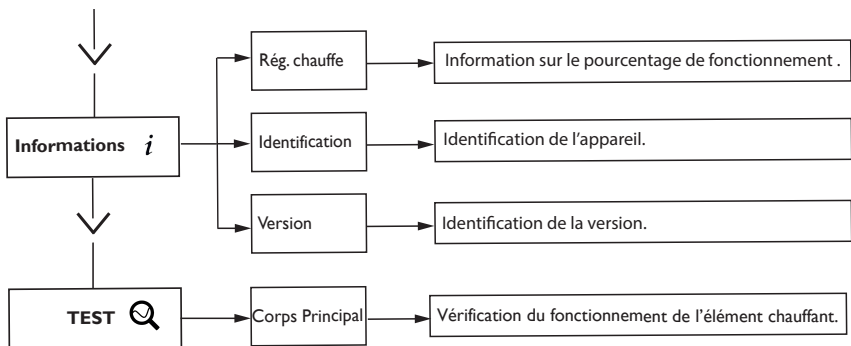 Rég. chauffe
Information sur le pourcentage de fonctionnement .
Informations i
Identification
Identification de l'appareil.
Version
Identification de la version.
TEST
Corps Principal
Vérification du fonctionnement de l'élément chauffant.